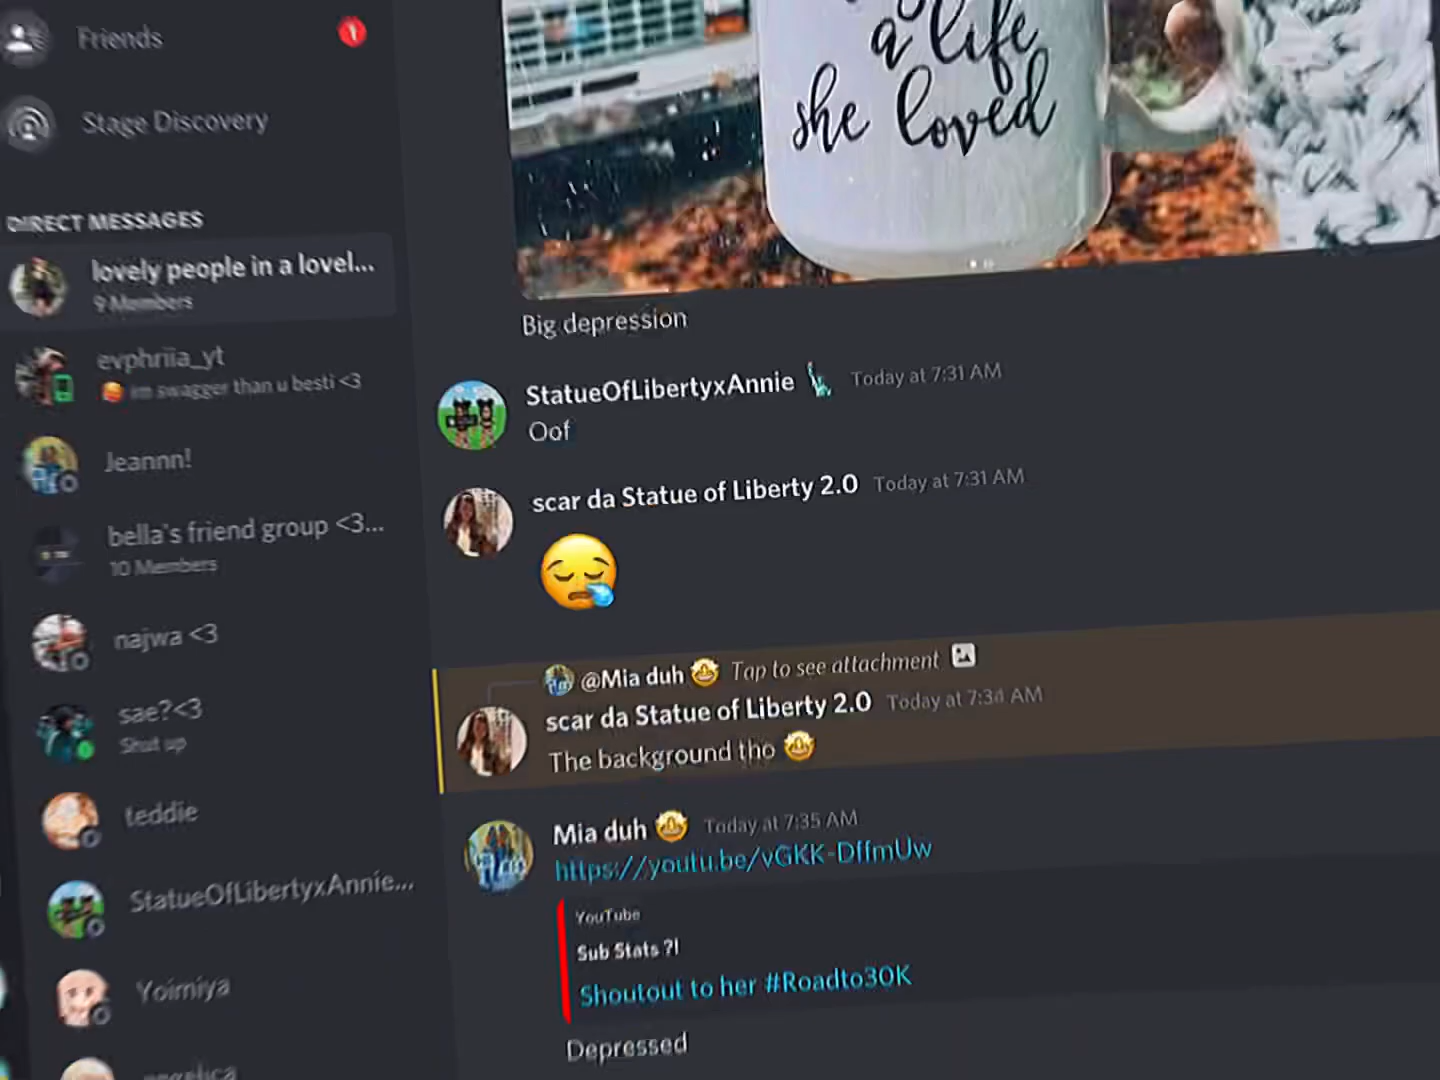 Friends
1
Stage Discovery
DIRECT MESSAGES
lovely people in a lovel...
9 Members
evphriia_yt
im swagger than u besti <3
Jeannn!
bella's friend group <3...
10 Members
najwa <3
sae?<3
Shut up
teddie
StatueOfLibertyxAnnie...
Yoimiya
angelica
a life
she loved
Big depression
StatueOfLibertyxAnnie 🗽 Today at 7:31 AM
Oof
scar da Statue of Liberty 2.0 Today at 7:31 AM
😪
@Mia duh 🤩 Tap to see attachment
scar da Statue of Liberty 2.0 Today at 7:34 AM
The background tho 🤩
Mia duh 🤩 Today at 7:35 AM
https://youtu.be/vGKK-DffmUw
YouTube
Sub Stats ?!
Shoutout to her #Roadto30K
Depressed